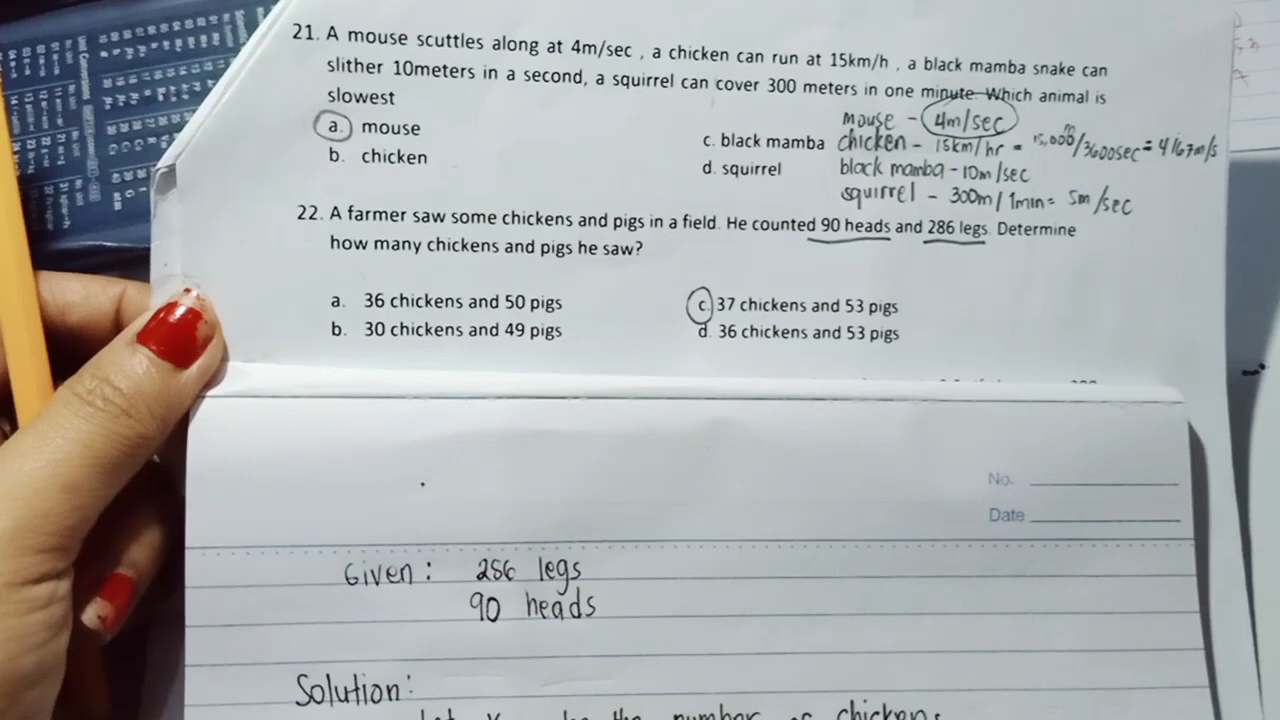 21. A mouse scuttles along at 4m/sec , a chicken can run at 15km/h , a black mamba snake can
slither 10meters in a second, a squirrel can cover 300 meters in one minute. Which animal is
slowest
a. mouse
b. chicken
c. black mamba
d. squirrel
mouse - 4m/sec
chicken - 15km/hr = 15,000m/3600sec = 4.167m/s
black mamba - 10m/sec
squirrel - 300m/1min = 5m/sec
22. A farmer saw some chickens and pigs in a field. He counted 90 heads and 286 legs. Determine
how many chickens and pigs he saw?
a. 36 chickens and 50 pigs
b. 30 chickens and 49 pigs
c. 37 chickens and 53 pigs
d. 36 chickens and 53 pigs
No.
Date
Given: 286 legs
90 heads
Solution:
the number of chickens